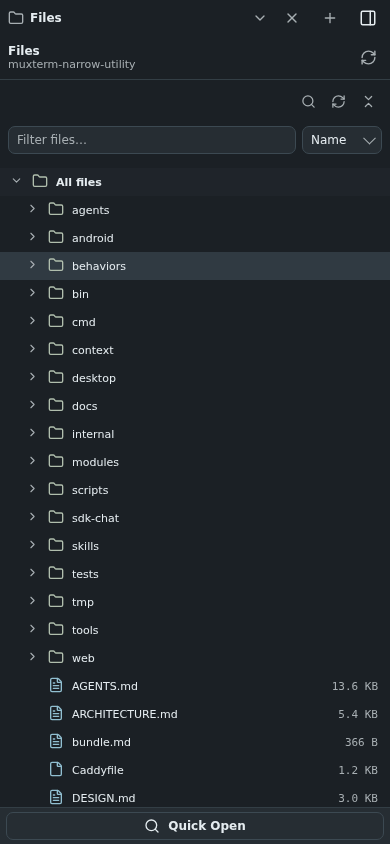 Files
Files
muxterm-narrow-utility
Filter files...
Name
All files
agents
android
behaviors
bin
cmd
context
desktop
docs
internal
modules
scripts
sdk-chat
skills
tests
tmp
tools
web
AGENTS.md 13.6 KB
ARCHITECTURE.md 5.4 KB
bundle.md 366 B
Caddyfile 1.2 KB
DESIGN.md 3.0 KB
Quick Open